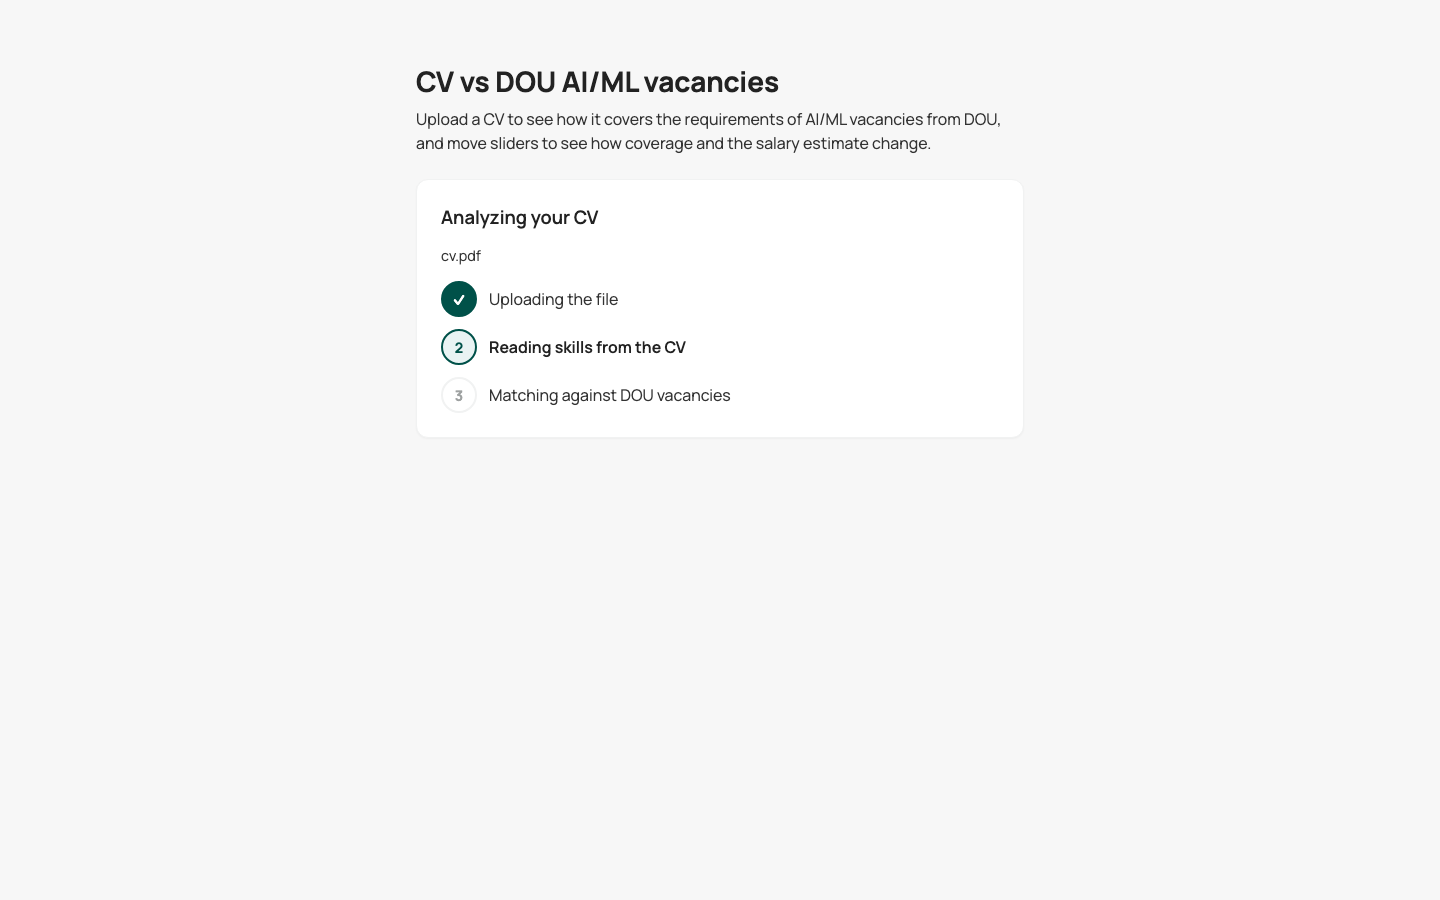 CV vs DOU AI/ML vacancies
Upload a CV to see how it covers the requirements of AI/ML vacancies from DOU,
and move sliders to see how coverage and the salary estimate change.
Analyzing your CV
cv.pdf
Uploading the file
2 Reading skills from the CV
3 Matching against DOU vacancies